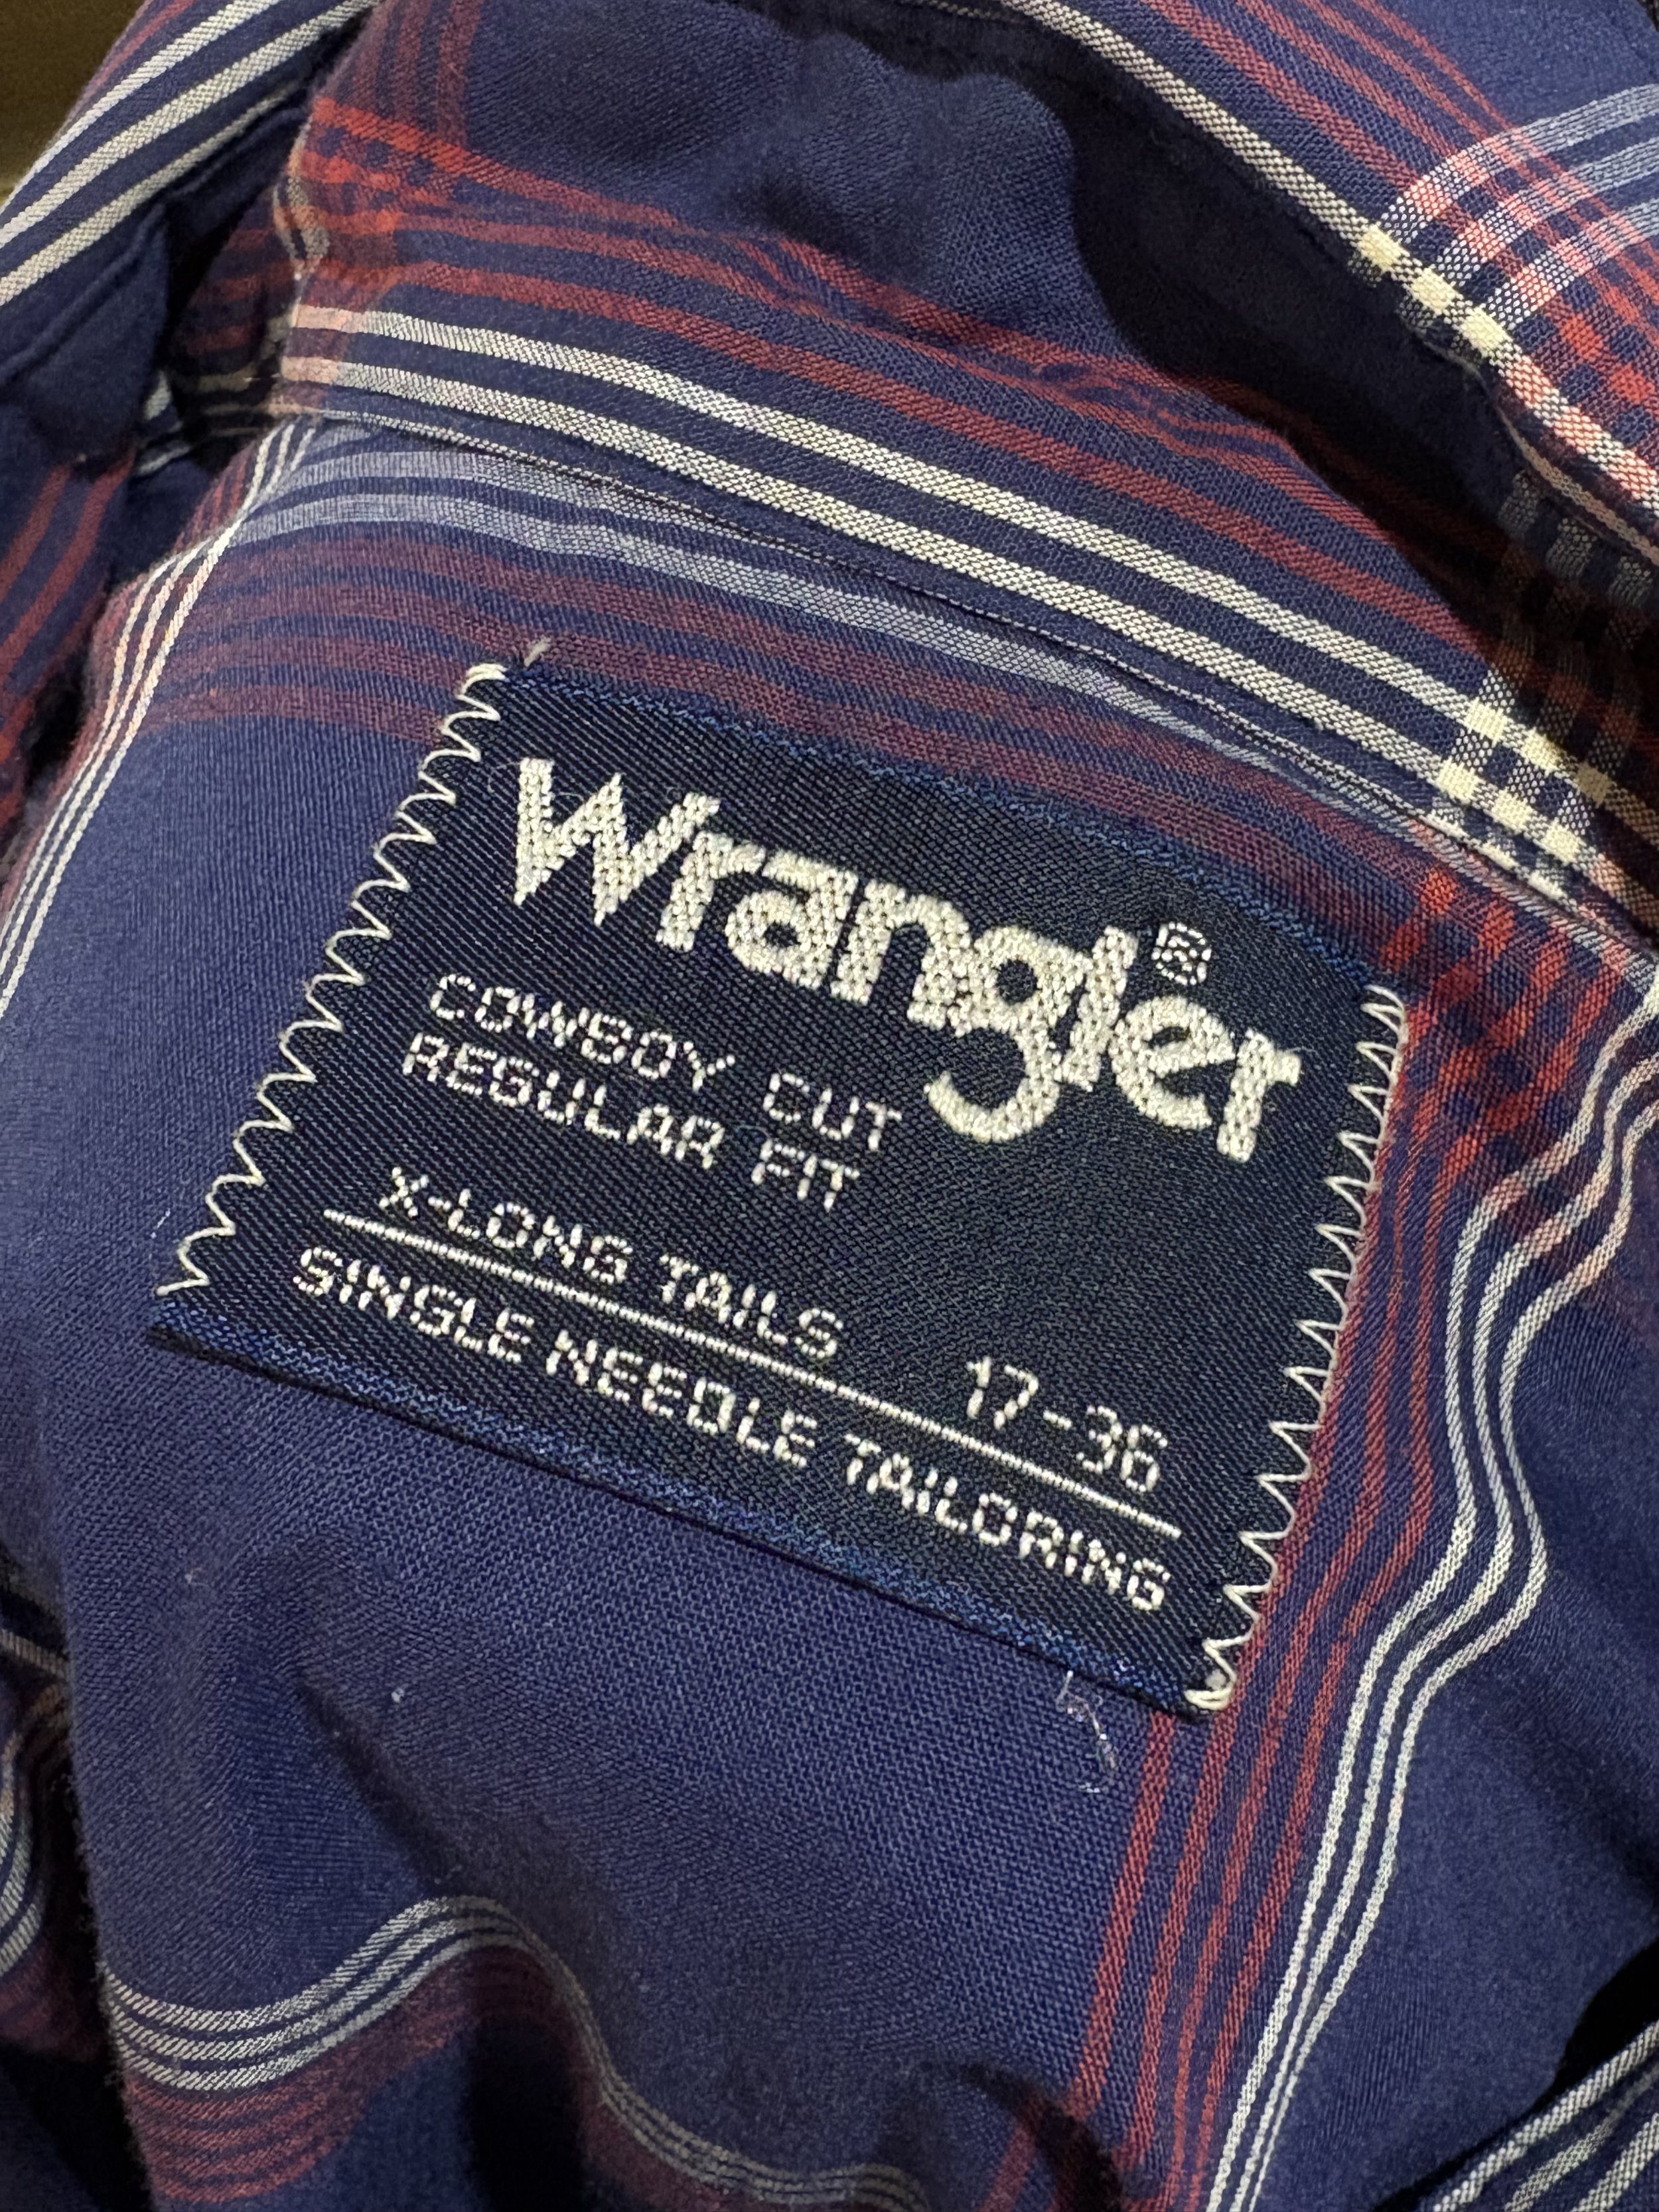 Wrangler®
COWBOY CUT
REGULAR FIT
X-LONG TAILS 17-36
SINGLE NEEDLE TAILORING